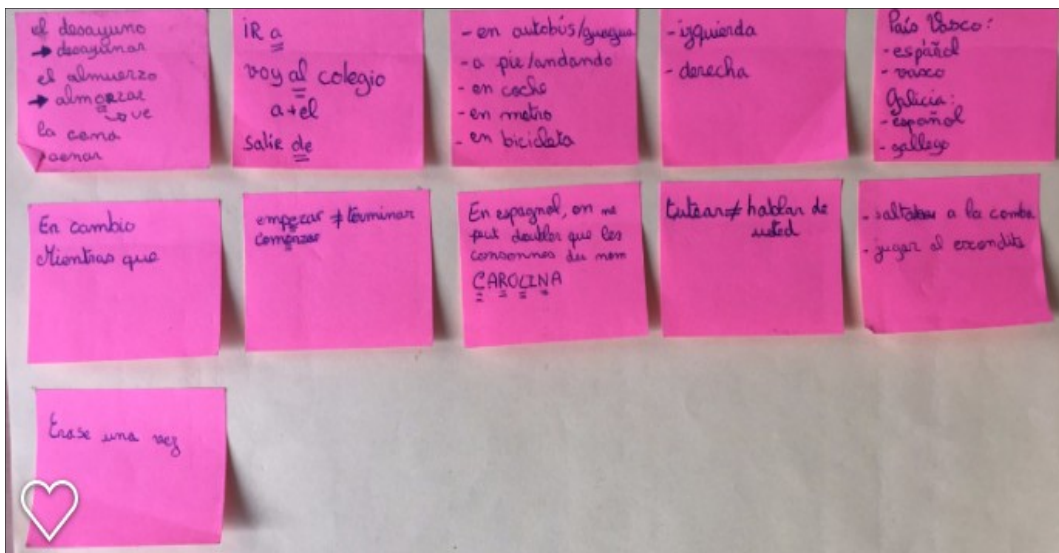 el desayuno
→ desayunar
el almuerzo
→ almorzar
→ ue
la cena
cenar
IR a
voy al colegio
a+el
salir de
- en autobús/guagua
- a pie/andando
- en coche
- en metro
- en bicicleta
- izquierda
- derecha
País Vasco:
- español
- vasco
Galicia:
- español
- gallego
En cambio
Mientras que
empezar ≠ terminar
comenzar
En espagnol, on ne
peut doubler que les
consonnes du nom
CAROLINA
tutear ≠ hablar de
usted
- saltar a la comba
- jugar al escondite
Érase una vez